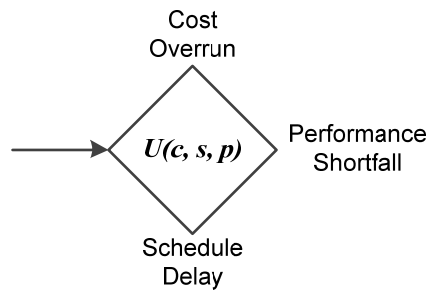 Cost
Overrun
U(c, s, p)
Performance
Shortfall
Schedule
Delay